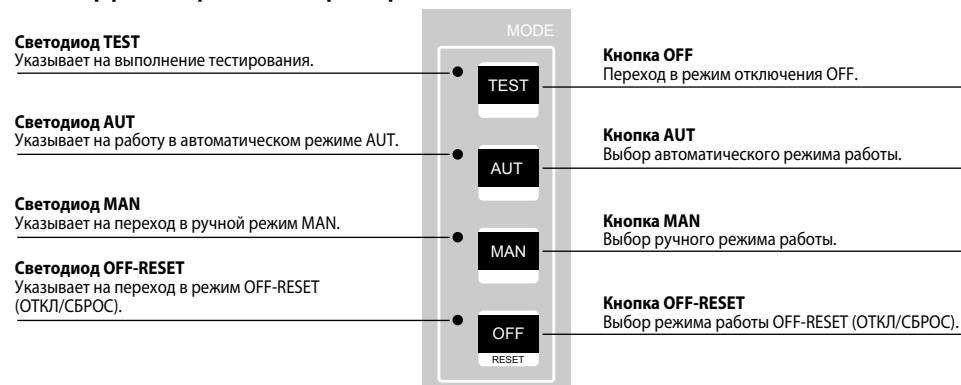 MODE
Светодиод TEST
Указывает на выполнение тестирования.
Светодиод AUT
Указывает на работу в автоматическом режиме AUT.
Светодиод MAN
Указывает на переход в ручной режим MAN.
Светодиод OFF-RESET
Указывает на переход в режим OFF-RESET
(ОТКЛ/СБРОС).
TEST
AUT
MAN
OFF
RESET
Кнопка OFF
Переход в режим отключения OFF.
Кнопка AUT
Выбор автоматического режима работы.
Кнопка MAN
Выбор ручного режима работы.
Кнопка OFF-RESET
Выбор режима работы OFF-RESET (ОТКЛ/СБРОС).